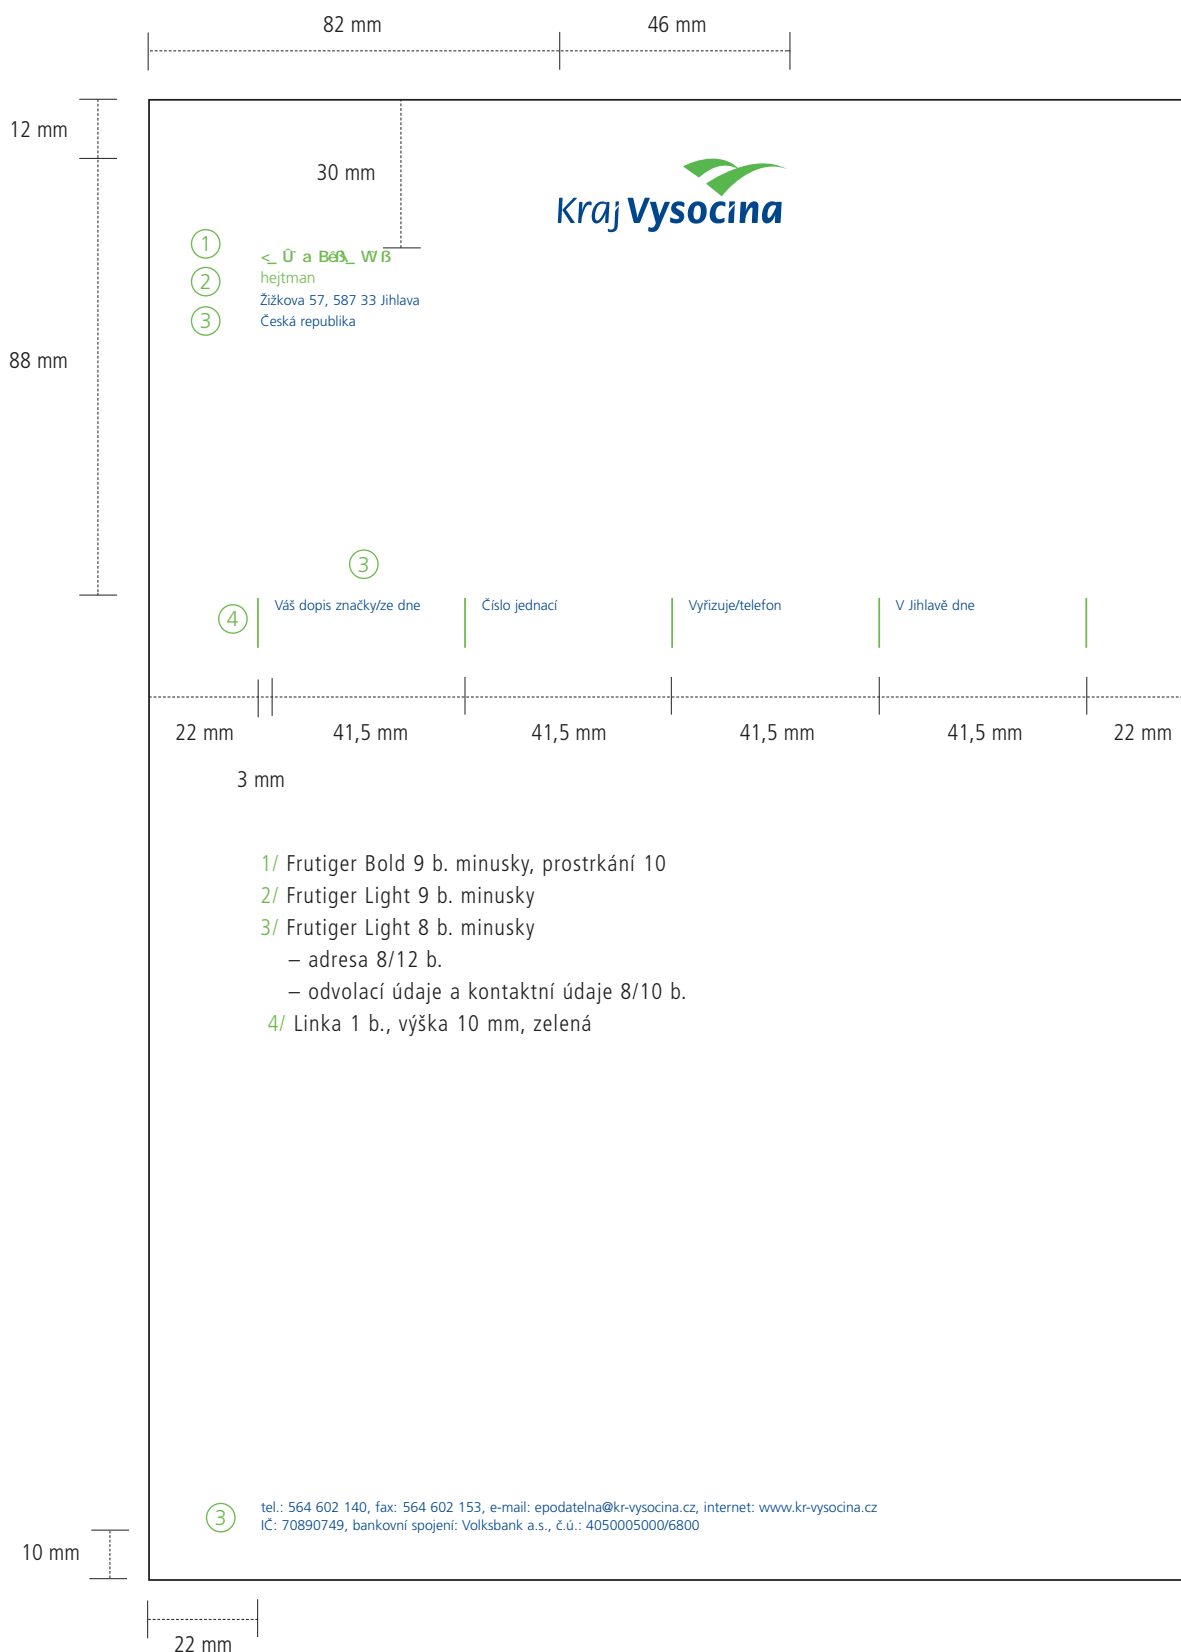 82 mm
46 mm
12 mm
30 mm
Kraj Vysočina
1
2
hejtman
Žižkova 57, 587 33 Jihlava
3
Česká republika
88 mm
3
4
Váš dopis značky/ze dne
Číslo jednací
Vyřizuje/telefon
V Jihlavě dne
22 mm
41,5 mm
41,5 mm
41,5 mm
41,5 mm
22 mm
3 mm
1/ Frutiger Bold 9 b. minusky, prostrkání 10
2/ Frutiger Light 9 b. minusky
3/ Frutiger Light 8 b. minusky
– adresa 8/12 b.
– odvolací údaje a kontaktní údaje 8/10 b.
4/ Linka 1 b., výška 10 mm, zelená
3
tel.: 564 602 140, fax: 564 602 153, e-mail: epodatelna@kr-vysocina.cz, internet: www.kr-vysocina.cz
IČ: 70890749, bankovní spojení: Volksbank a.s., č.ú.: 4050005000/6800
10 mm
22 mm